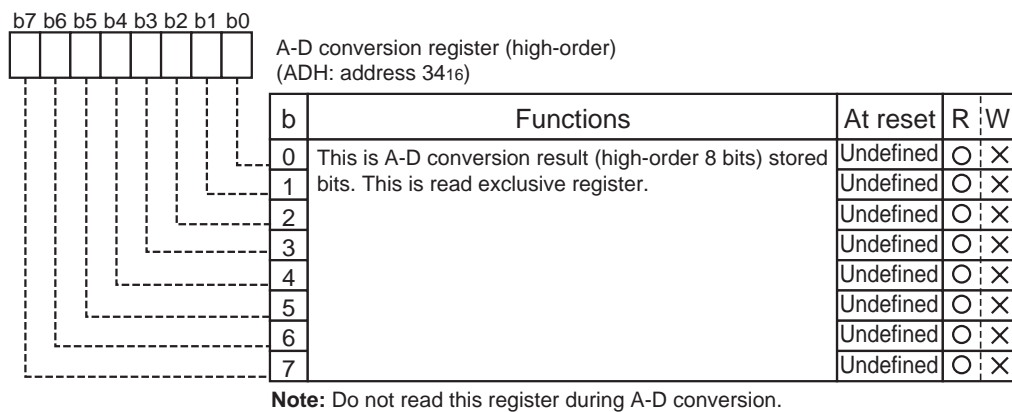 b7 b6 b5 b4 b3 b2 b1 b0
A-D conversion register (high-order)
(ADH: address 3416)
b Functions At reset R W
0 This is A-D conversion result (high-order 8 bits) stored Undefined O ×
1 bits. This is read exclusive register. Undefined O ×
2 Undefined O ×
3 Undefined O ×
4 Undefined O ×
5 Undefined O ×
6 Undefined O ×
7 Undefined O ×
Note: Do not read this register during A-D conversion.